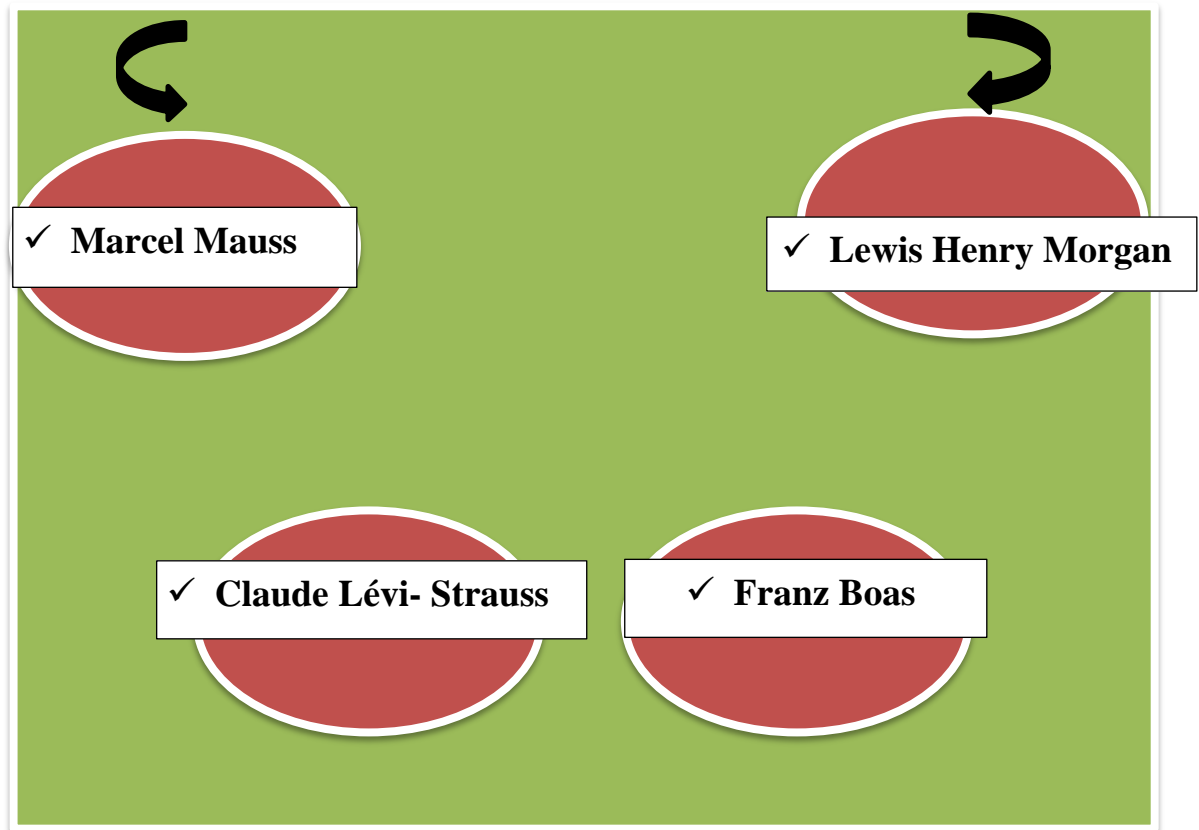 ✓ Marcel Mauss
✓ Lewis Henry Morgan
✓ Claude Lévi- Strauss
✓ Franz Boas